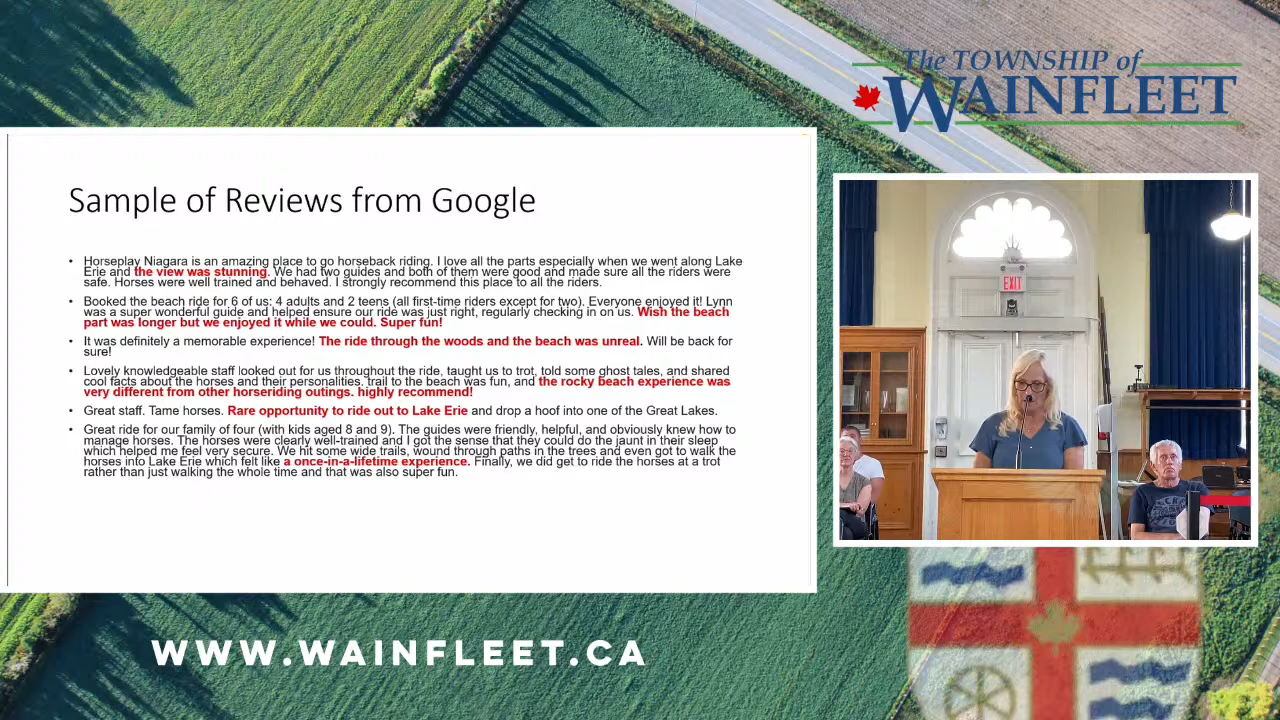 The TOWNSHIP of
WAINFLEET
Sample of Reviews from Google
• Horseplay Niagara is an amazing place to go horseback riding. I love all the parts especially when we went along Lake
Erie and the view was stunning. We had two guides and both of them were good and made sure all the riders were
safe. Horses were well trained and behaved. I strongly recommend this place to all the riders.
• Booked the beach ride for 6 of us: 4 adults and 2 teens (all first-time riders except for two). Everyone enjoyed it! Lynn
was a super wonderful guide and helped ensure our ride was just right, regularly checking in on us. Wish the beach
part was longer but we enjoyed it while we could. Super fun!
• It was definitely a memorable experience! The ride through the woods and the beach was unreal. Will be back for
sure!
• Lovely knowledgeable staff looked out for us throughout the ride, taught us to trot, told some ghost tales, and shared
cool facts about the horses and their personalities. trail to the beach was fun, and the rocky beach experience was
very different from other horseriding outings. highly recommend!
• Great staff. Tame horses. Rare opportunity to ride out to Lake Erie and drop a hoof into one of the Great Lakes.
• Great ride for our family of four (with kids aged 8 and 9). The guides were friendly, helpful, and obviously knew how to
manage horses. The horses were clearly well-trained and I got the sense that they could do the jaunt in their sleep
which helped me feel very secure. We hit some wide trails, wound through paths in the trees and even got to walk the
horses into Lake Erie which felt like a once-in-a-lifetime experience. Finally, we did get to ride the horses at a trot
rather than just walking the whole time and that was also super fun.
EXIT
WWW.WAINFLEET.CA